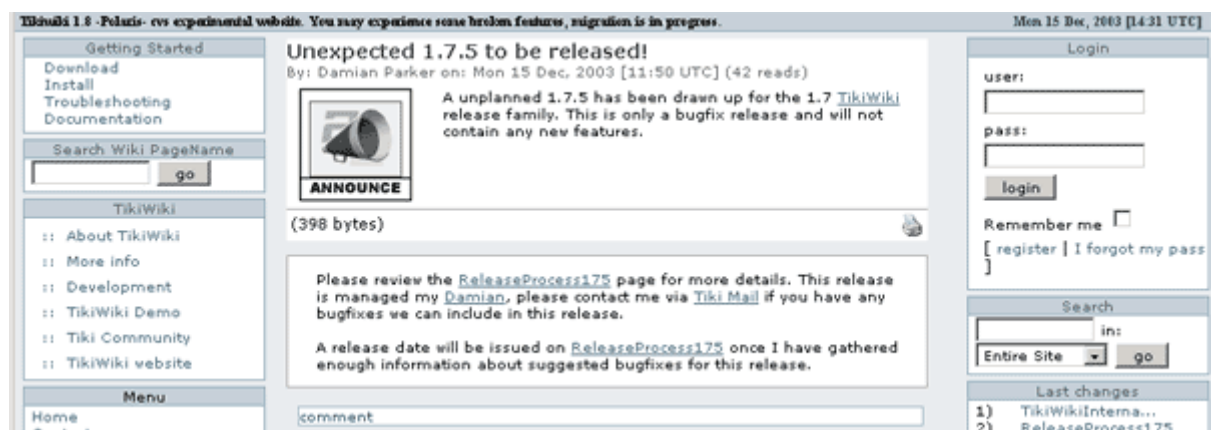 Tikiwiki 1.8 -Polaris- cvs experimental website. You may experience some broken features, migration is in progress.
Mon 15 Dec, 2003 [14:31 UTC]
Getting Started
Download
Install
Troubleshooting
Documentation
Search Wiki PageName
go
TikiWiki
:: About TikiWiki
:: More info
:: Development
:: TikiWiki Demo
:: Tiki Community
:: TikiWiki website
Menu
Home
Unexpected 1.7.5 to be released!
By: Damian Parker on: Mon 15 Dec, 2003 [11:50 UTC] (42 reads)
ANNOUNCE
A unplanned 1.7.5 has been drawn up for the 1.7 TikiWiki
release family. This is only a bugfix release and will not
contain any new features.
(398 bytes)
Please review the ReleaseProcess175 page for more details. This release
is managed my Damian, please contact me via Tiki Mail if you have any
bugfixes we can include in this release.
A release date will be issued on ReleaseProcess175 once I have gathered
enough information about suggested bugfixes for this release.
comment
Login
user:
pass:
login
Remember me
[ register | I forgot my pass
]
Search
in:
Entire Site
go
Last changes
1) TikiWikiInterna...
2) ReleaseProcess175